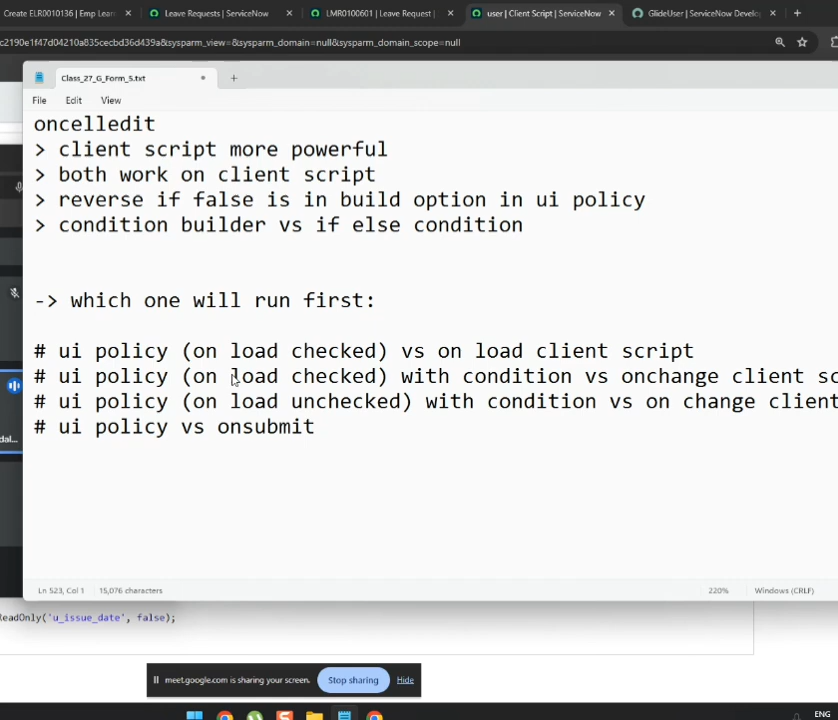 Create ELR0010136 | Emp Lear
Leave Requests | ServiceNow
LMR0100601 | Leave Request |
user | Client Script | ServiceNow
GlideUser | ServiceNow Develo
c2190e1f47d04210a835cecbd36d439a&sysparm_view=&sysparm_domain=null&sysparm_domain_scope=null
Class_27_G_Form_5.txt
File Edit View
oncelledit
> client script more powerful
> both work on client script
> reverse if false is in build option in ui policy
> condition builder vs if else condition
-> which one will run first:
# ui policy (on load checked) vs on load client script
# ui policy (on load checked) with condition vs onchange client sc
# ui policy (on load unchecked) with condition vs on change client
# ui policy vs onsubmit
dal...
Ln 523, Col 1 15,076 characters 220% Windows (CRLF)
ReadOnly('u_issue_date', false);
meet.google.com is sharing your screen. Stop sharing Hide
ENG